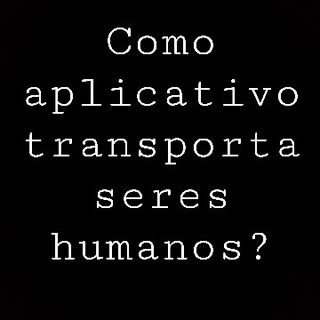 Como
aplicativo
transporta
seres
humanos?